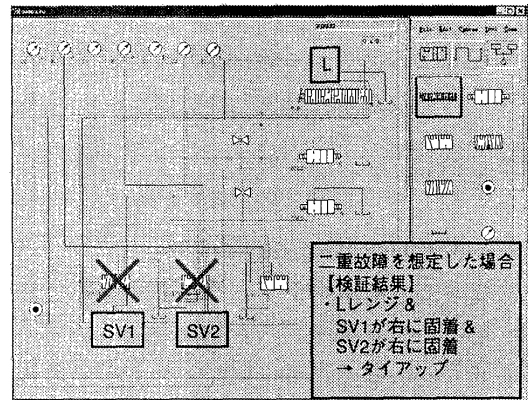 L
SV1
SV2
二重故障を想定した場合
【検証結果】
・Lレンジ &
SV1が右に固着 &
SV2が右に固着
→ タイアップ